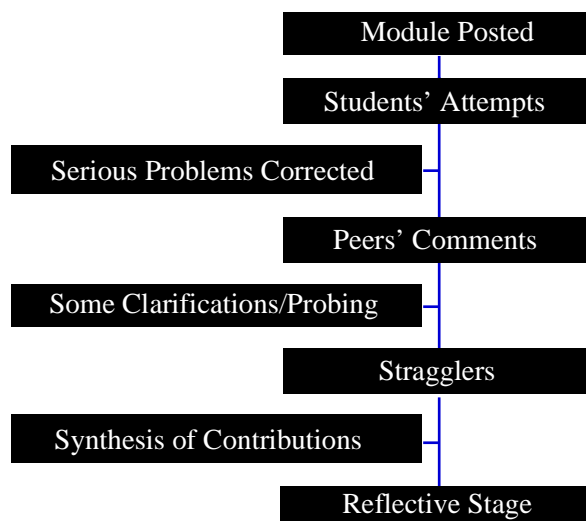 Module Posted
Students’ Attempts
Serious Problems Corrected
Peers’ Comments
Some Clarifications/Probing
Stragglers
Synthesis of Contributions
Reflective Stage